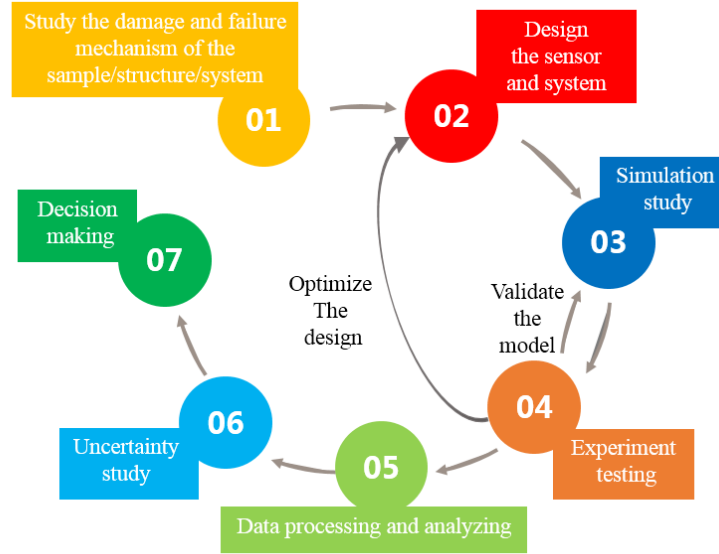 Study the damage and failure
mechanism of the
sample/structure/system
01
Design
the sensor
and system
02
Simulation
study
03
Validate
the
model
Optimize
The
design
04
Experiment
testing
05
Data processing and analyzing
06
Uncertainty
study
07
Decision
making